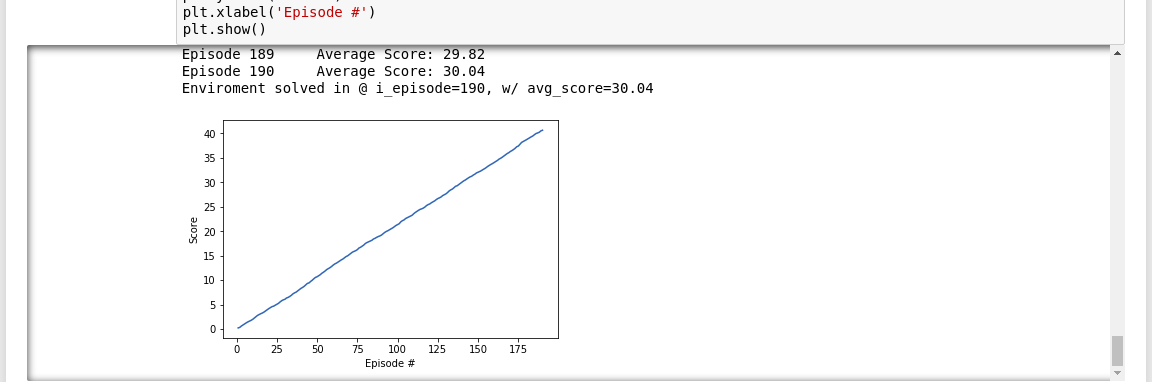 plt.xlabel('Episode #')
plt.show()
Episode 189     Average Score: 29.82
Episode 190     Average Score: 30.04
Enviroment solved in @ i_episode=190, w/ avg_score=30.04
40
35
30
25
20
15
10
5
0
Score
0 25 50 75 100 125 150 175
Episode #